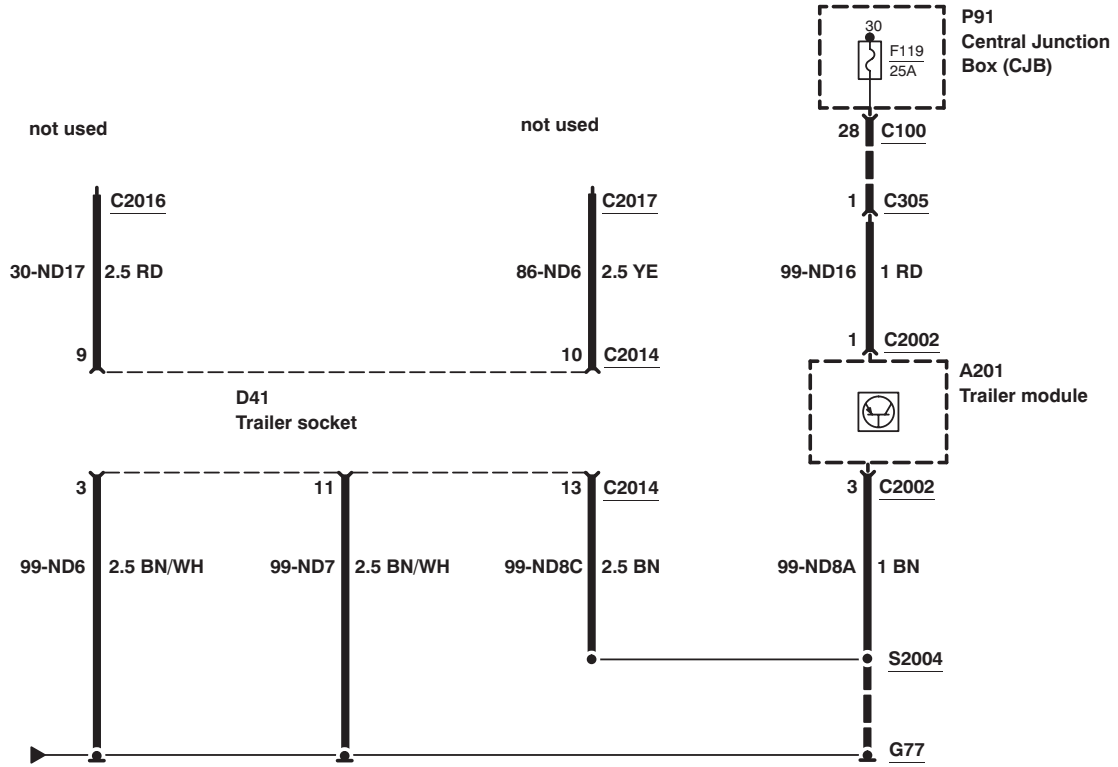 P91
Central Junction
Box (CJB)
30
F119
25A
28 C100
not used
not used
C2016
C2017
1 C305
30-ND17 2.5 RD
86-ND6 2.5 YE
99-ND16 1 RD
9
10 C2014
1 C2002
D41
Trailer socket
A201
Trailer module
3
11
13 C2014
3 C2002
99-ND6 2.5 BN/WH
99-ND7 2.5 BN/WH
99-ND8C 2.5 BN
99-ND8A 1 BN
S2004
G77